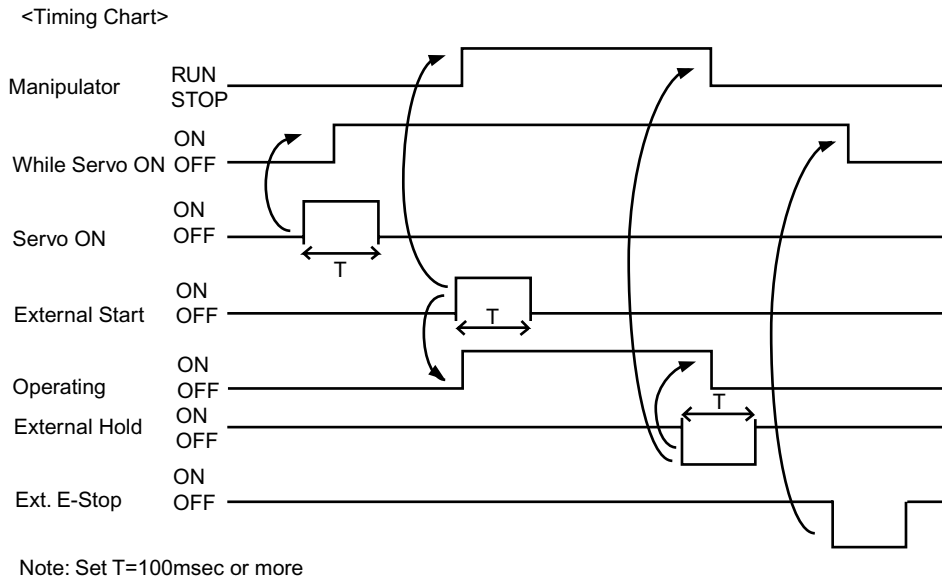 <Timing Chart>
Manipulator
RUN
STOP
While Servo ON
ON
OFF
Servo ON
ON
OFF
T
External Start
ON
OFF
T
Operating
ON
OFF
External Hold
ON
OFF
T
Ext. E-Stop
ON
OFF
Note: Set T=100msec or more